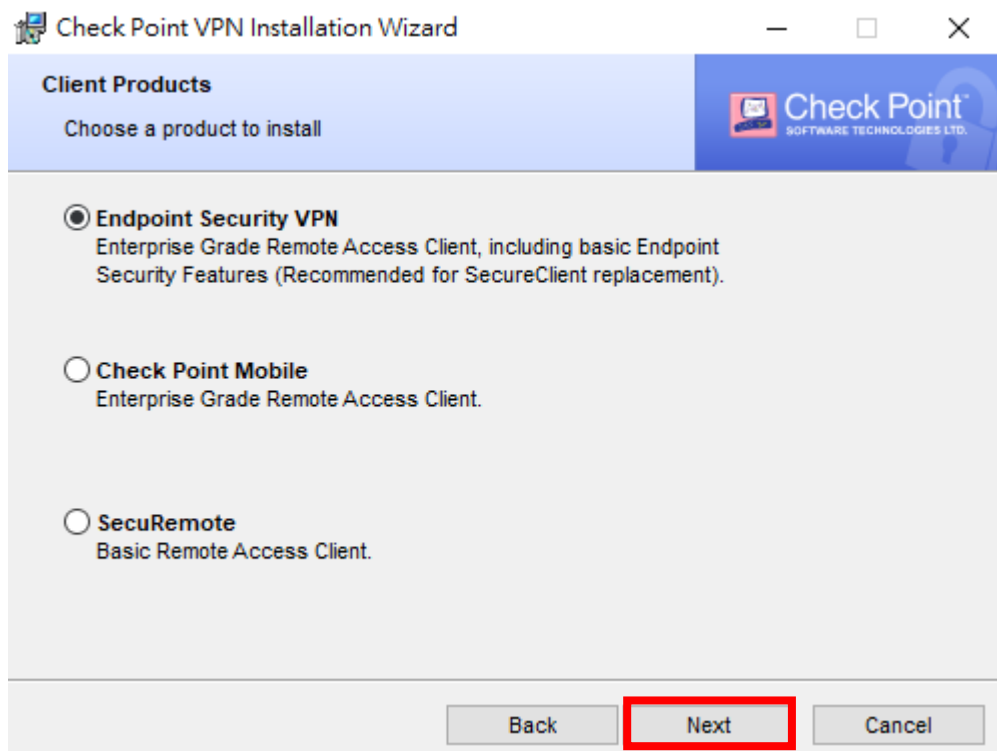 Check Point VPN Installation Wizard
Client Products
Choose a product to install
Check Point™
SOFTWARE TECHNOLOGIES LTD.
Endpoint Security VPN
Enterprise Grade Remote Access Client, including basic Endpoint
Security Features (Recommended for SecureClient replacement).
Check Point Mobile
Enterprise Grade Remote Access Client.
SecuRemote
Basic Remote Access Client.
Back
Next
Cancel